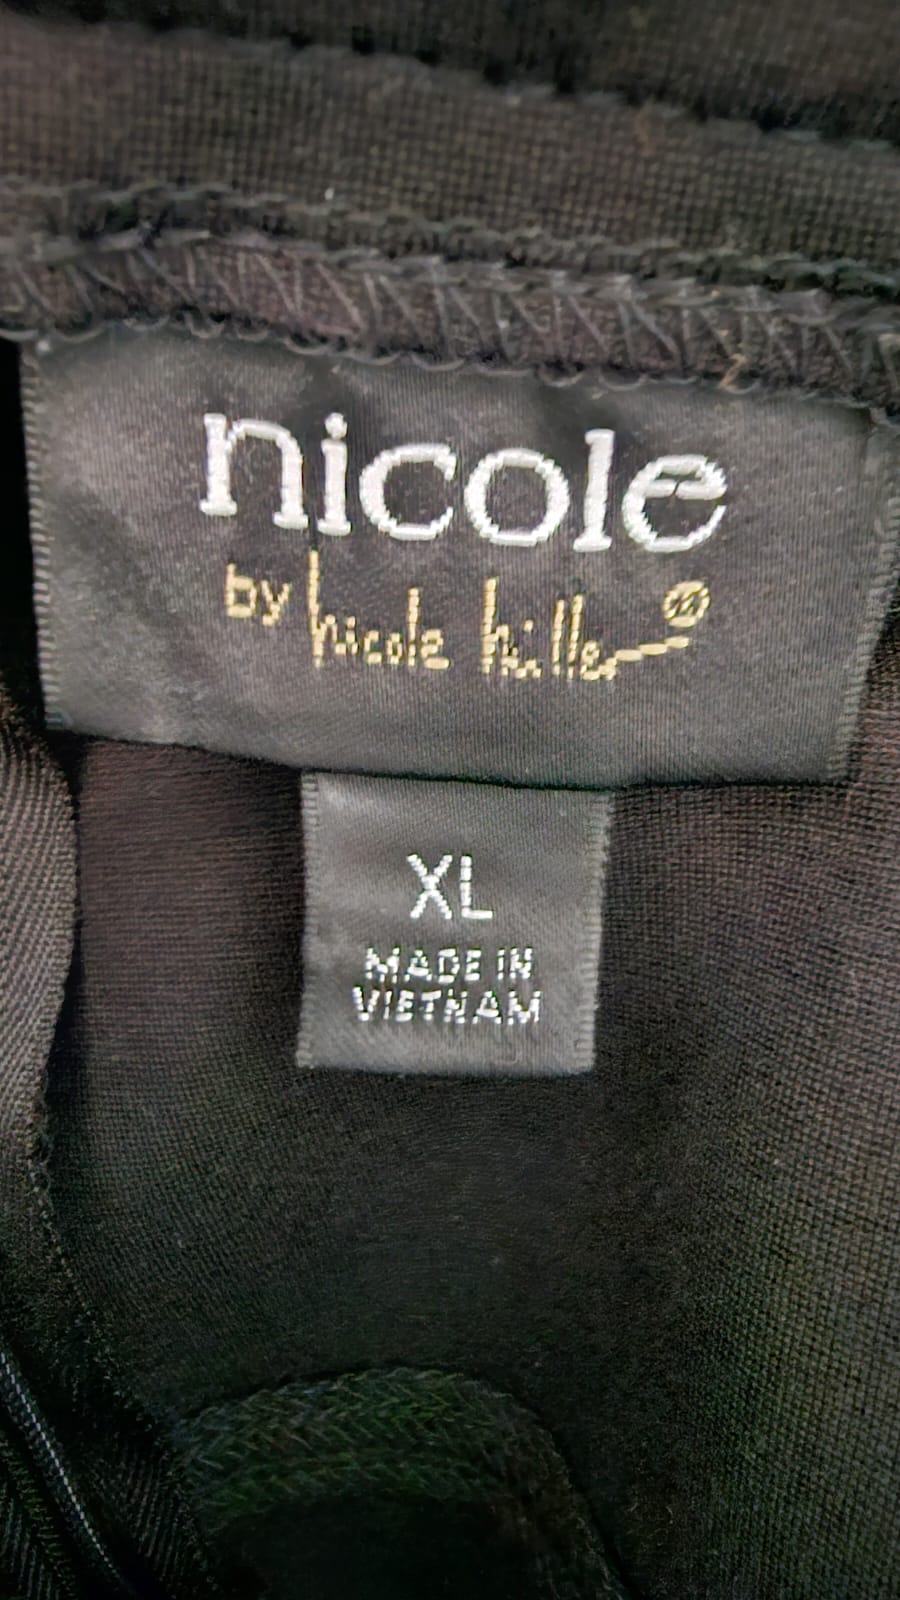 nicole
by nicole miller®
XL
MADE IN
VIETNAM